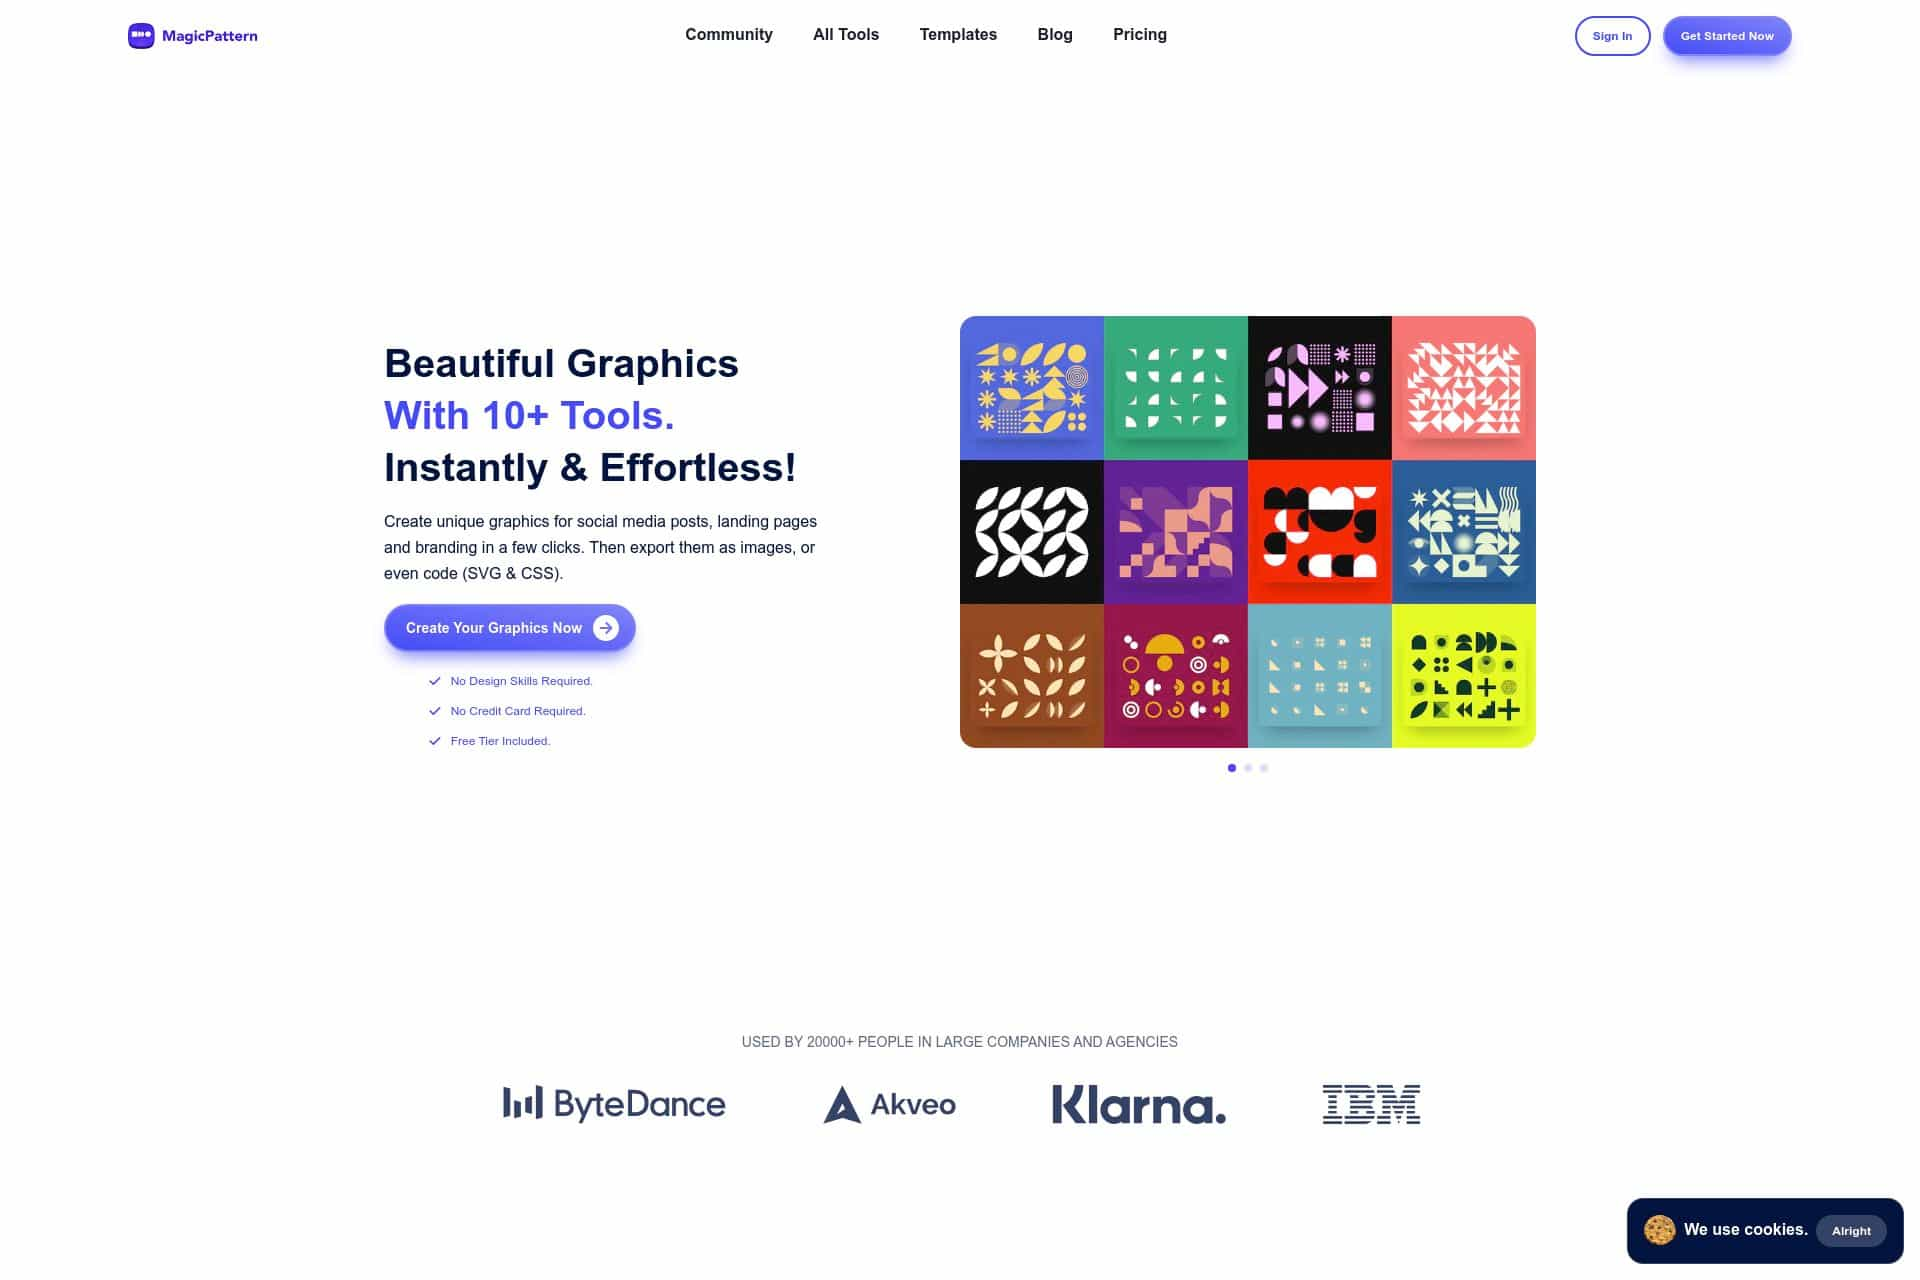 MagicPattern
Community
All Tools
Templates
Blog
Pricing
Sign In
Get Started Now
Beautiful Graphics
With 10+ Tools.
Instantly & Effortless!
Create unique graphics for social media posts, landing pages
and branding in a few clicks. Then export them as images, or
even code (SVG & CSS).
Create Your Graphics Now
No Design Skills Required.
No Credit Card Required.
Free Tier Included.
USED BY 20000+ PEOPLE IN LARGE COMPANIES AND AGENCIES
ByteDance
Akveo
Klarna.
IBM
We use cookies.
Alright